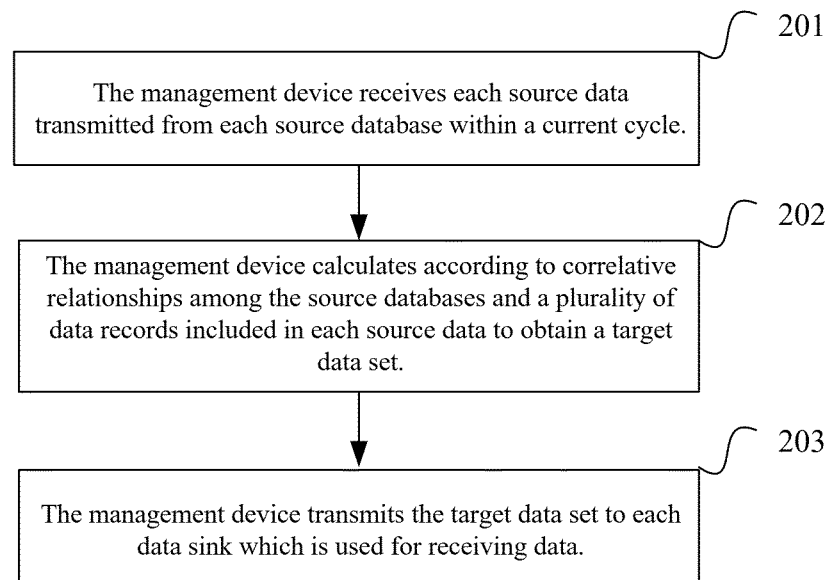 201
The management device receives each source data
transmitted from each source database within a current cycle.
202
The management device calculates according to correlative
relationships among the source databases and a plurality of
data records included in each source data to obtain a target
data set.
203
The management device transmits the target data set to each
data sink which is used for receiving data.